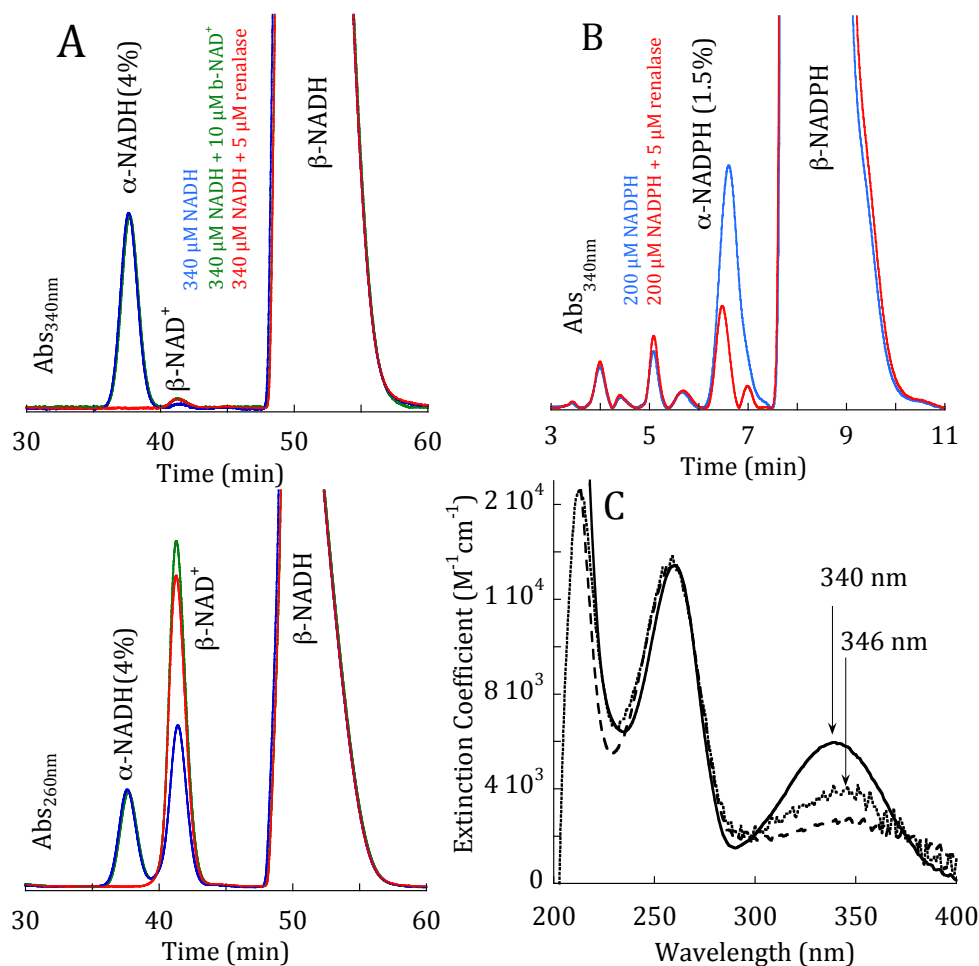 A
α-NADH(4%)
340 µM NADH
340 µM NADH + 10 µM b-NAD⁺
340 µM NADH + 5 µM renalase
β-NAD⁺
β-NADH
Abs340nm
30 40 50 60
Time (min)
B
Abs340nm
200 µM NADPH
200 µM NADPH + 5 µM renalase
α-NADPH (1.5%)
β-NADPH
3 5 7 9 11
Time (min)
Abs260nm
α-NADH(4%)
β-NAD⁺
β-NADH
30 40 50 60
Time (min)
C
Extinction Coefficient (M⁻¹cm⁻¹)
2 10⁴
1 10⁴
8 10³
4 10³
0
340 nm
346 nm
200 250 300 350 400
Wavelength (nm)